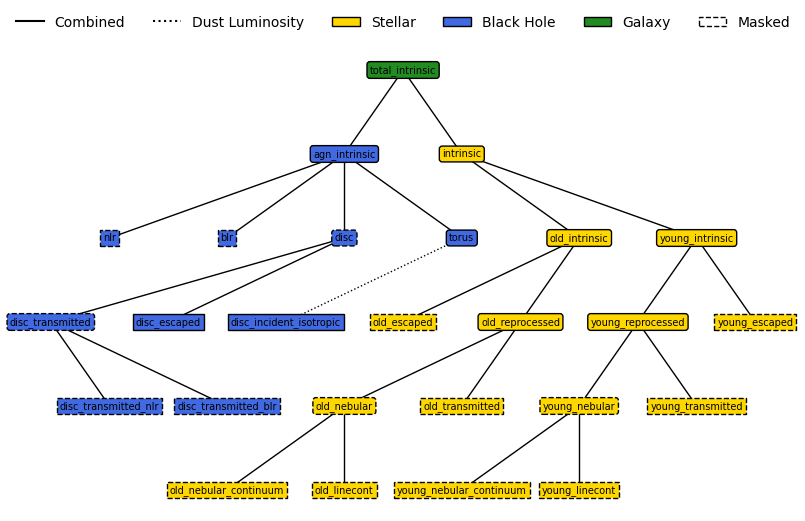 Combined Dust Luminosity Stellar Black Hole Galaxy Masked
total_intrinsic
agn_intrinsic intrinsic
nlr blr disc torus old_intrinsic young_intrinsic
disc_transmitted disc_escaped disc_incident_isotropic old_escaped old_reprocessed young_reprocessed young_escaped
disc_transmitted_nlr disc_transmitted_blr old_nebular old_transmitted young_nebular young_transmitted
old_nebular_continuum old_linecont young_nebular_continuum young_linecont